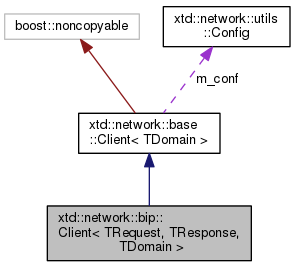 boost::noncopyable
xtd::network::utils
::Config
m_conf
xtd::network::base
::Client< TDomain >
xtd::network::bip::
Client< TRequest, TResponse,
TDomain >